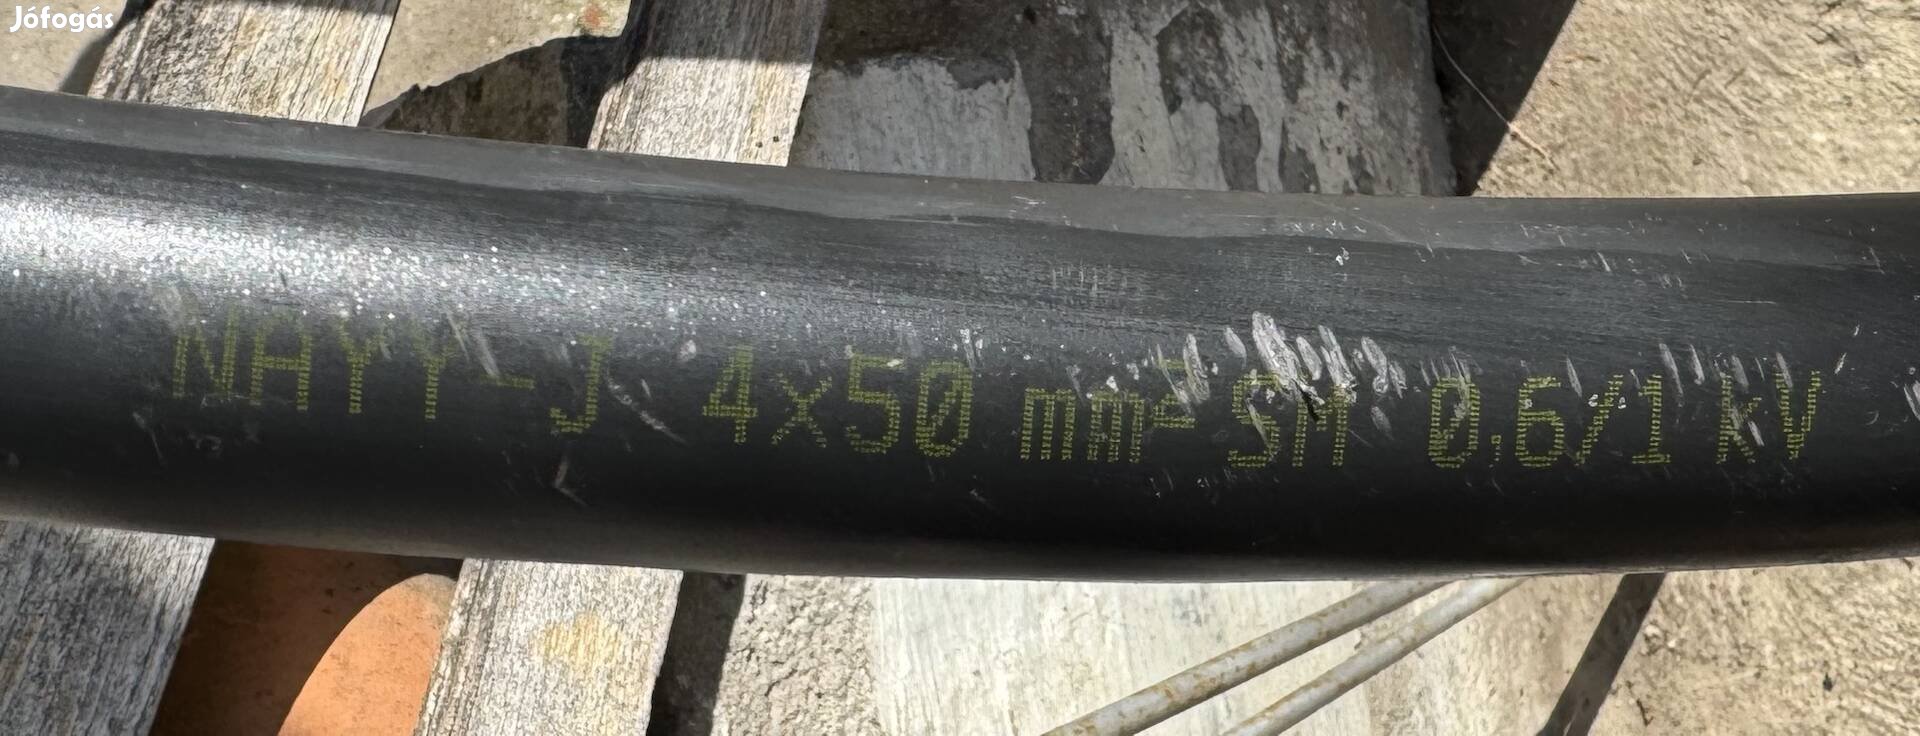 Jófogás
NAYY-J 4x50 mm² SM 0.6/1 kV